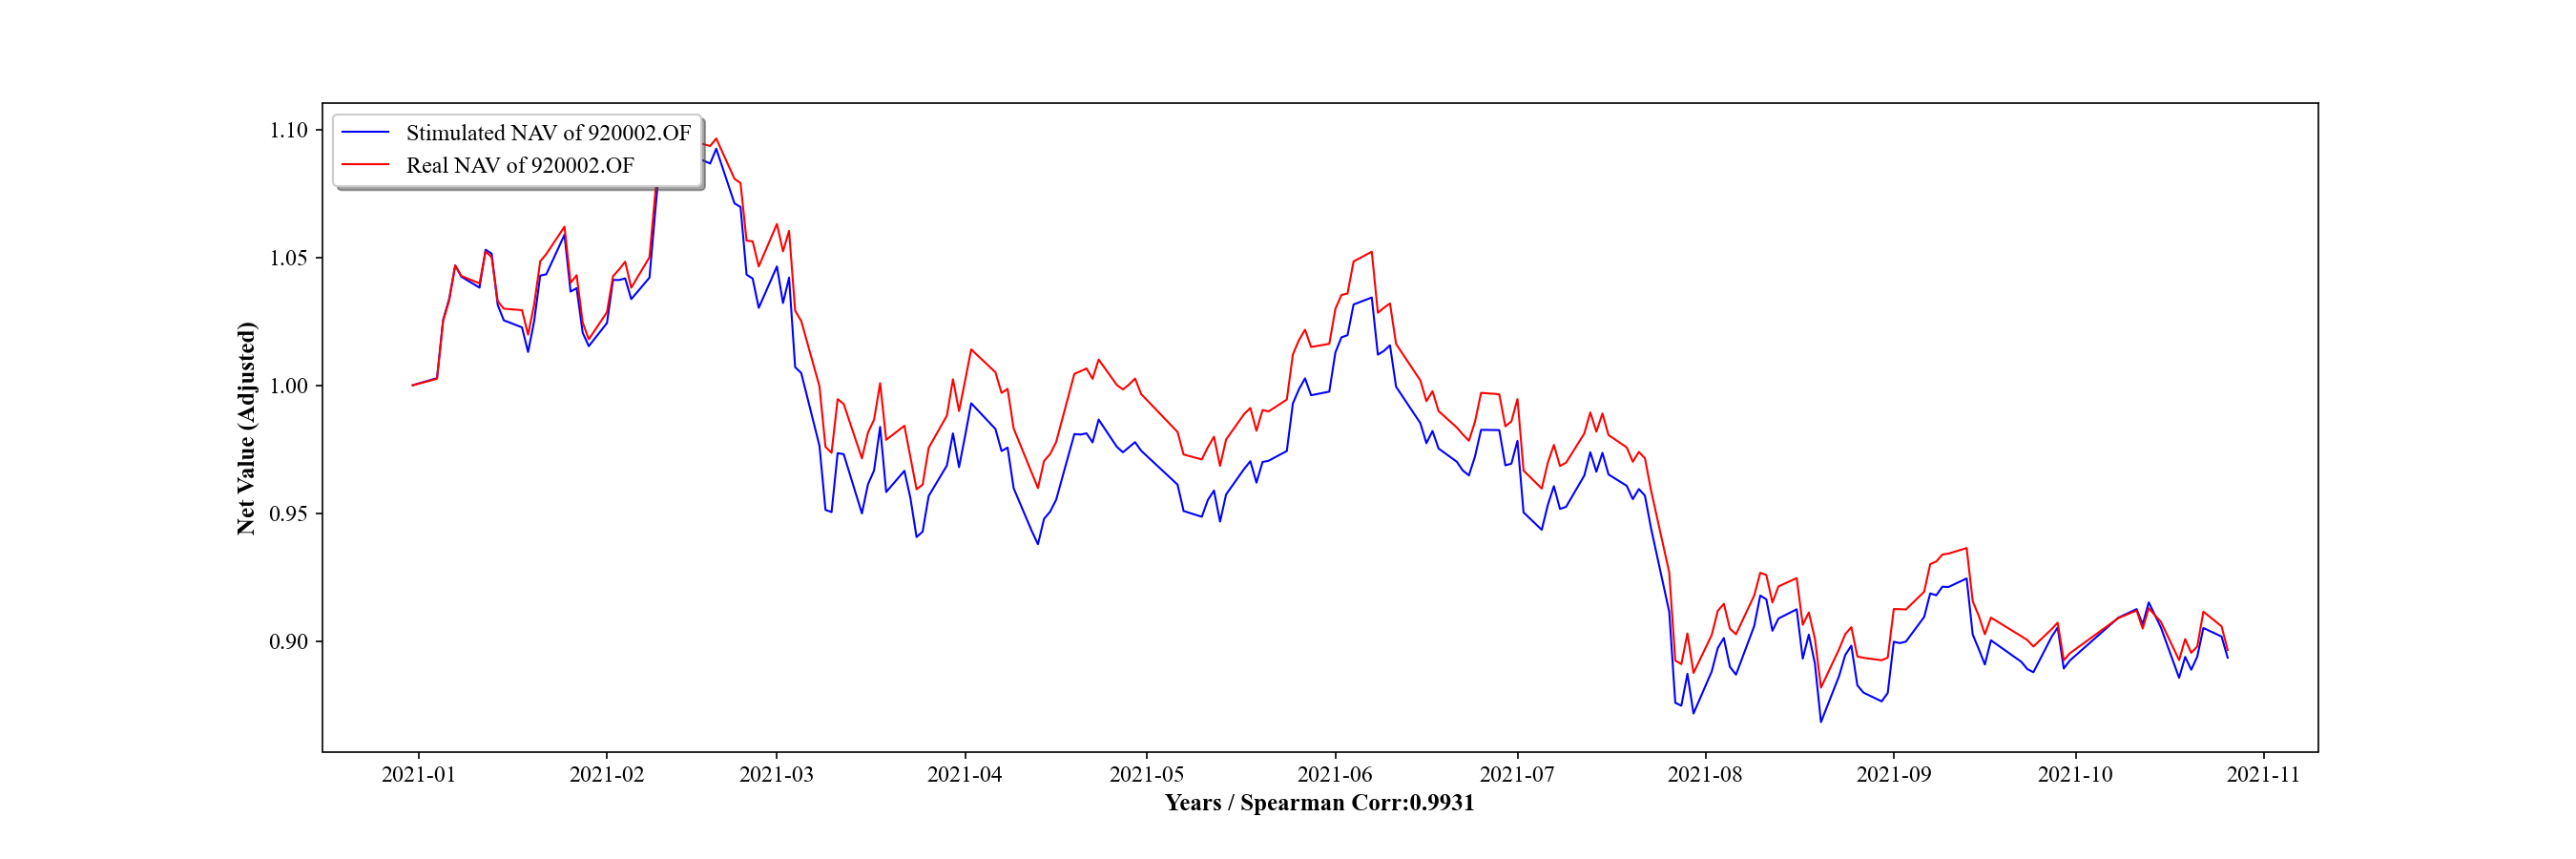 Stimulated NAV of 920002.OF
Real NAV of 920002.OF
1.10
1.05
1.00
0.95
0.90
Net Value (Adjusted)
2021-01 2021-02 2021-03 2021-04 2021-05 2021-06 2021-07 2021-08 2021-09 2021-10 2021-11
Years / Spearman Corr:0.9931